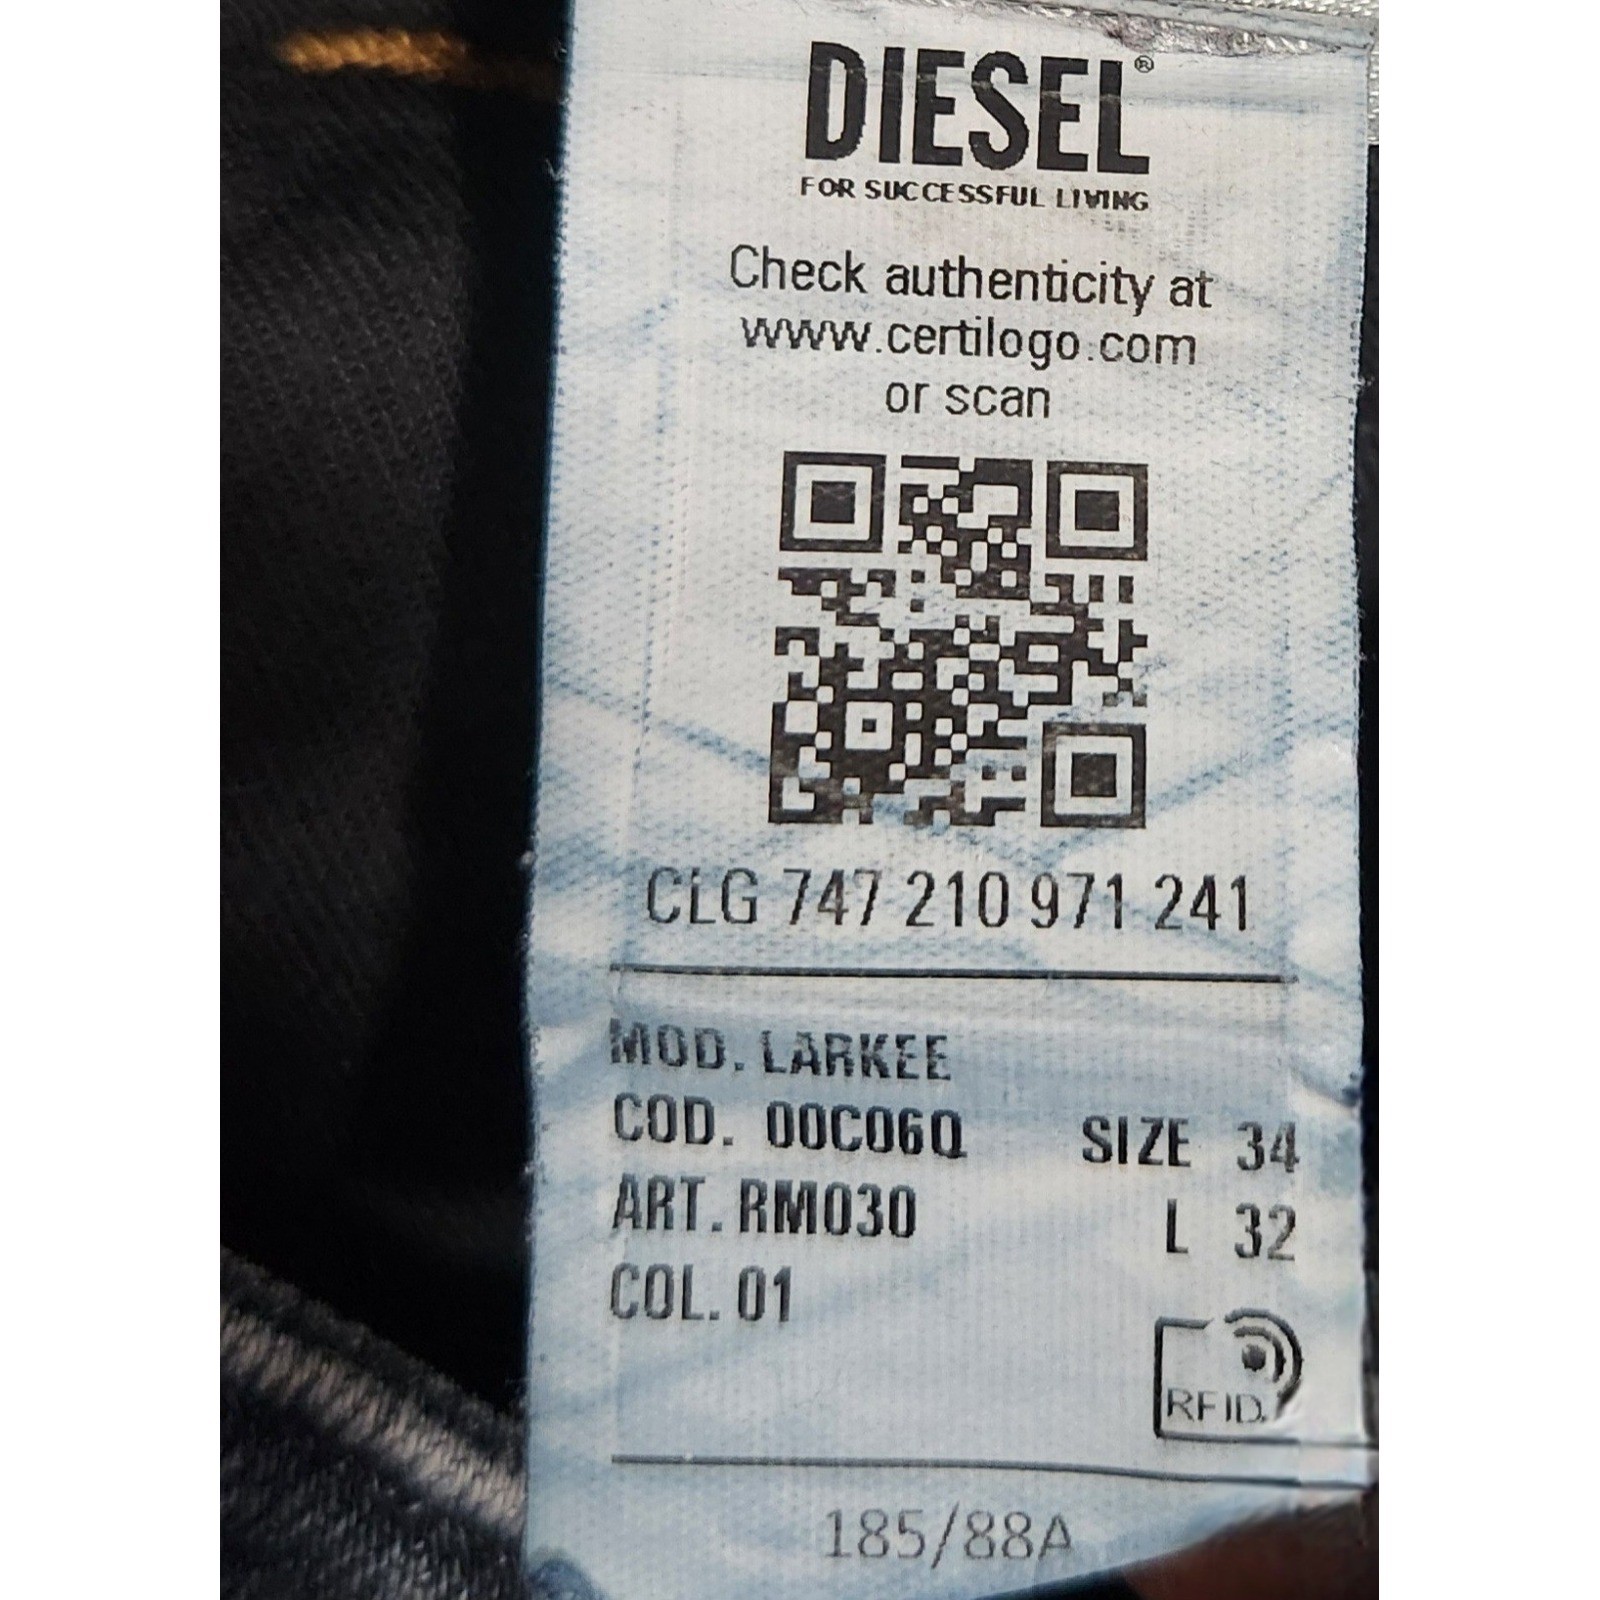 DIESEL®
FOR SUCCESSFUL LIVING
Check authenticity at
www.certilogo.com
or scan
CLG 747 210 971 241
MOD. LARKEE
COD. 00C06Q SIZE 34
ART. RM030 L 32
COL. 01
RFID
185/88A